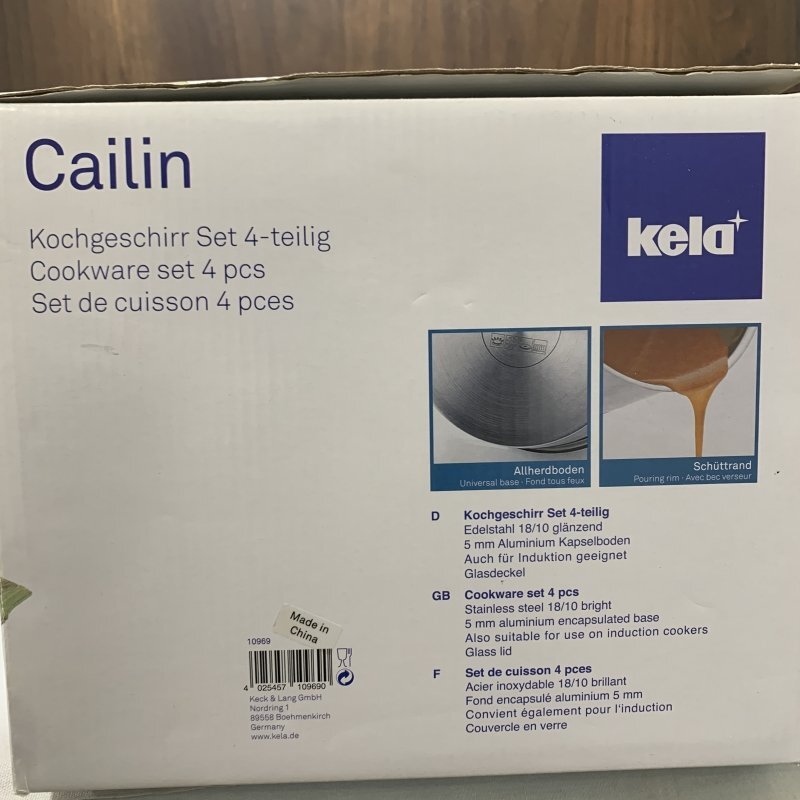 Cailin
Kochgeschirr Set 4-teilig
Cookware set 4 pcs
Set de cuisson 4 pces
kela
Allherdboden
Universal base · Fond tous feux
Schüttrand
Pouring rim · Avec bec verseur
D Kochgeschirr Set 4-teilig
Edelstahl 18/10 glänzend
5 mm Aluminium Kapselboden
Auch für Induktion geeignet
Glasdeckel
GB Cookware set 4 pcs
Stainless steel 18/10 bright
5 mm aluminium encapsulated base
Also suitable for use on induction cookers
Glass lid
F Set de cuisson 4 pces
Acier inoxydable 18/10 brillant
Fond encapsulé aluminium 5 mm
Convient également pour l'induction
Couvercle en verre
Made in
China
10969
4 025457 109690
Keck & Lang GmbH
Nordring 1
89558 Boehmenkirch
Germany
www.kela.de